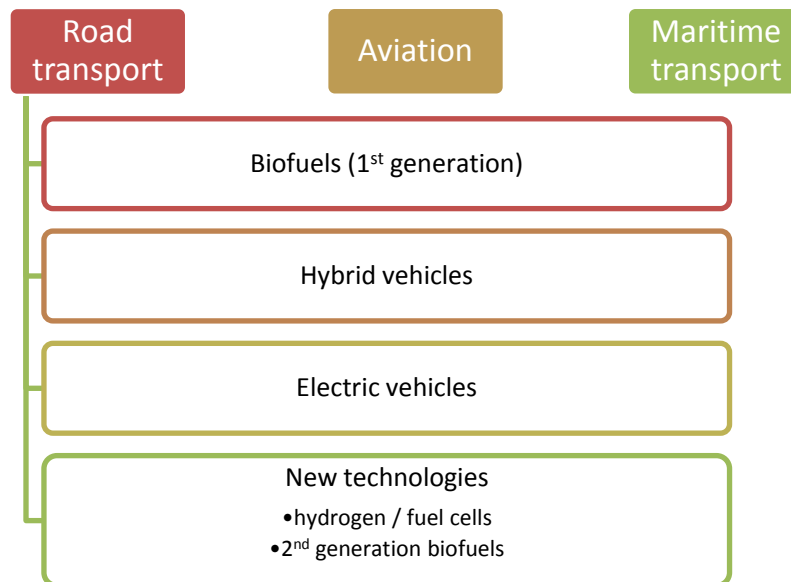 Road
transport
Aviation
Maritime
transport
Biofuels (1st generation)
Hybrid vehicles
Electric vehicles
New technologies
•hydrogen / fuel cells
•2nd generation biofuels